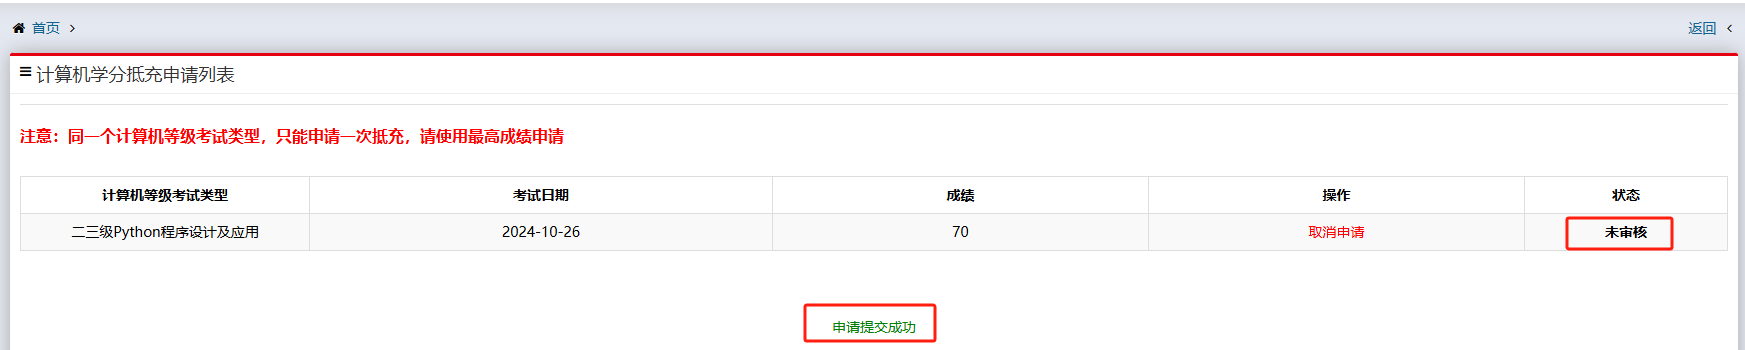 首页
返回
计算机学分抵充申请列表
注意：同一个计算机等级考试类型，只能申请一次抵充，请使用最高成绩申请
计算机等级考试类型 考试日期 成绩 操作 状态
二三级Python程序设计及应用 2024-10-26 70 取消申请 未审核
申请提交成功